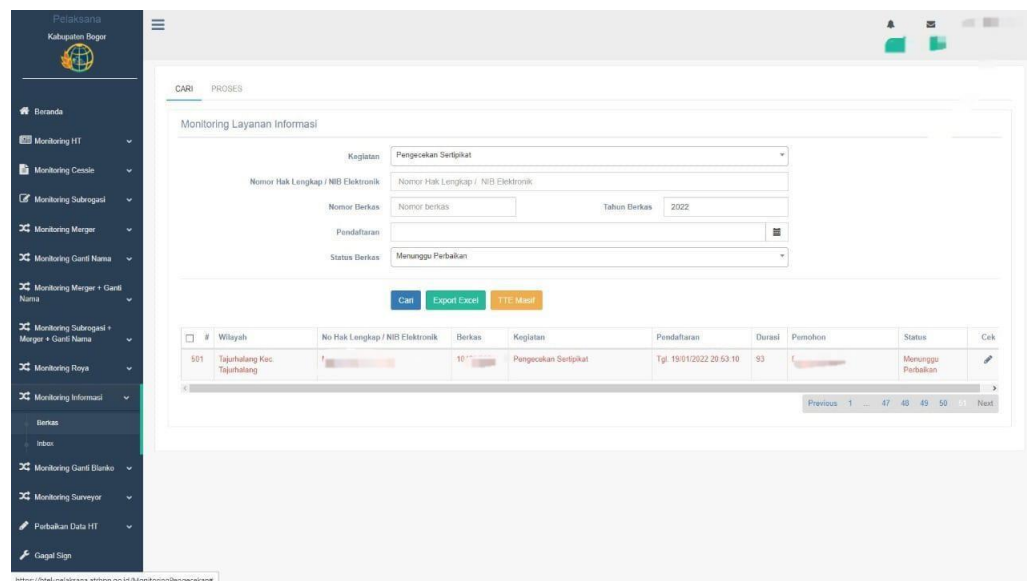 Pelaksana
Kabupaten Bogor
Beranda
Monitoring HT
Monitoring Cessie
Monitoring Subrogasi
Monitoring Merger
Monitoring Ganti Nama
Monitoring Merger + Ganti
Nama
Monitoring Subrogasi +
Merger + Ganti Nama
Monitoring Roya
Monitoring Informasi
Berkas
Inbox
Monitoring Ganti Blanko
Monitoring Surveyor
Perbaikan Data HT
Gagal Sign
CARI PROSES
Monitoring Layanan Informasi
Kegiatan Pengecekan Sertipikat
Nomor Hak Lengkap / NIB Elektronik Nomor Hak Lengkap / NIB Elektronik
Nomor Berkas Nomor berkas Tahun Berkas 2022
Pendaftaran
Status Berkas Menunggu Perbaikan
Cari Export Excel TTE Masif
# Wilayah No Hak Lengkap / NIB Elektronik Berkas Kegiatan Pendaftaran Durasi Pemohon Status Cek
501 Tajurhalang Kec. Pengecekan Sertipikat Tgl. 19/01/2022 20:53:10 93 Menunggu
Tajurhalang Perbaikan
Previous 1 ... 47 48 49 50 51 Next